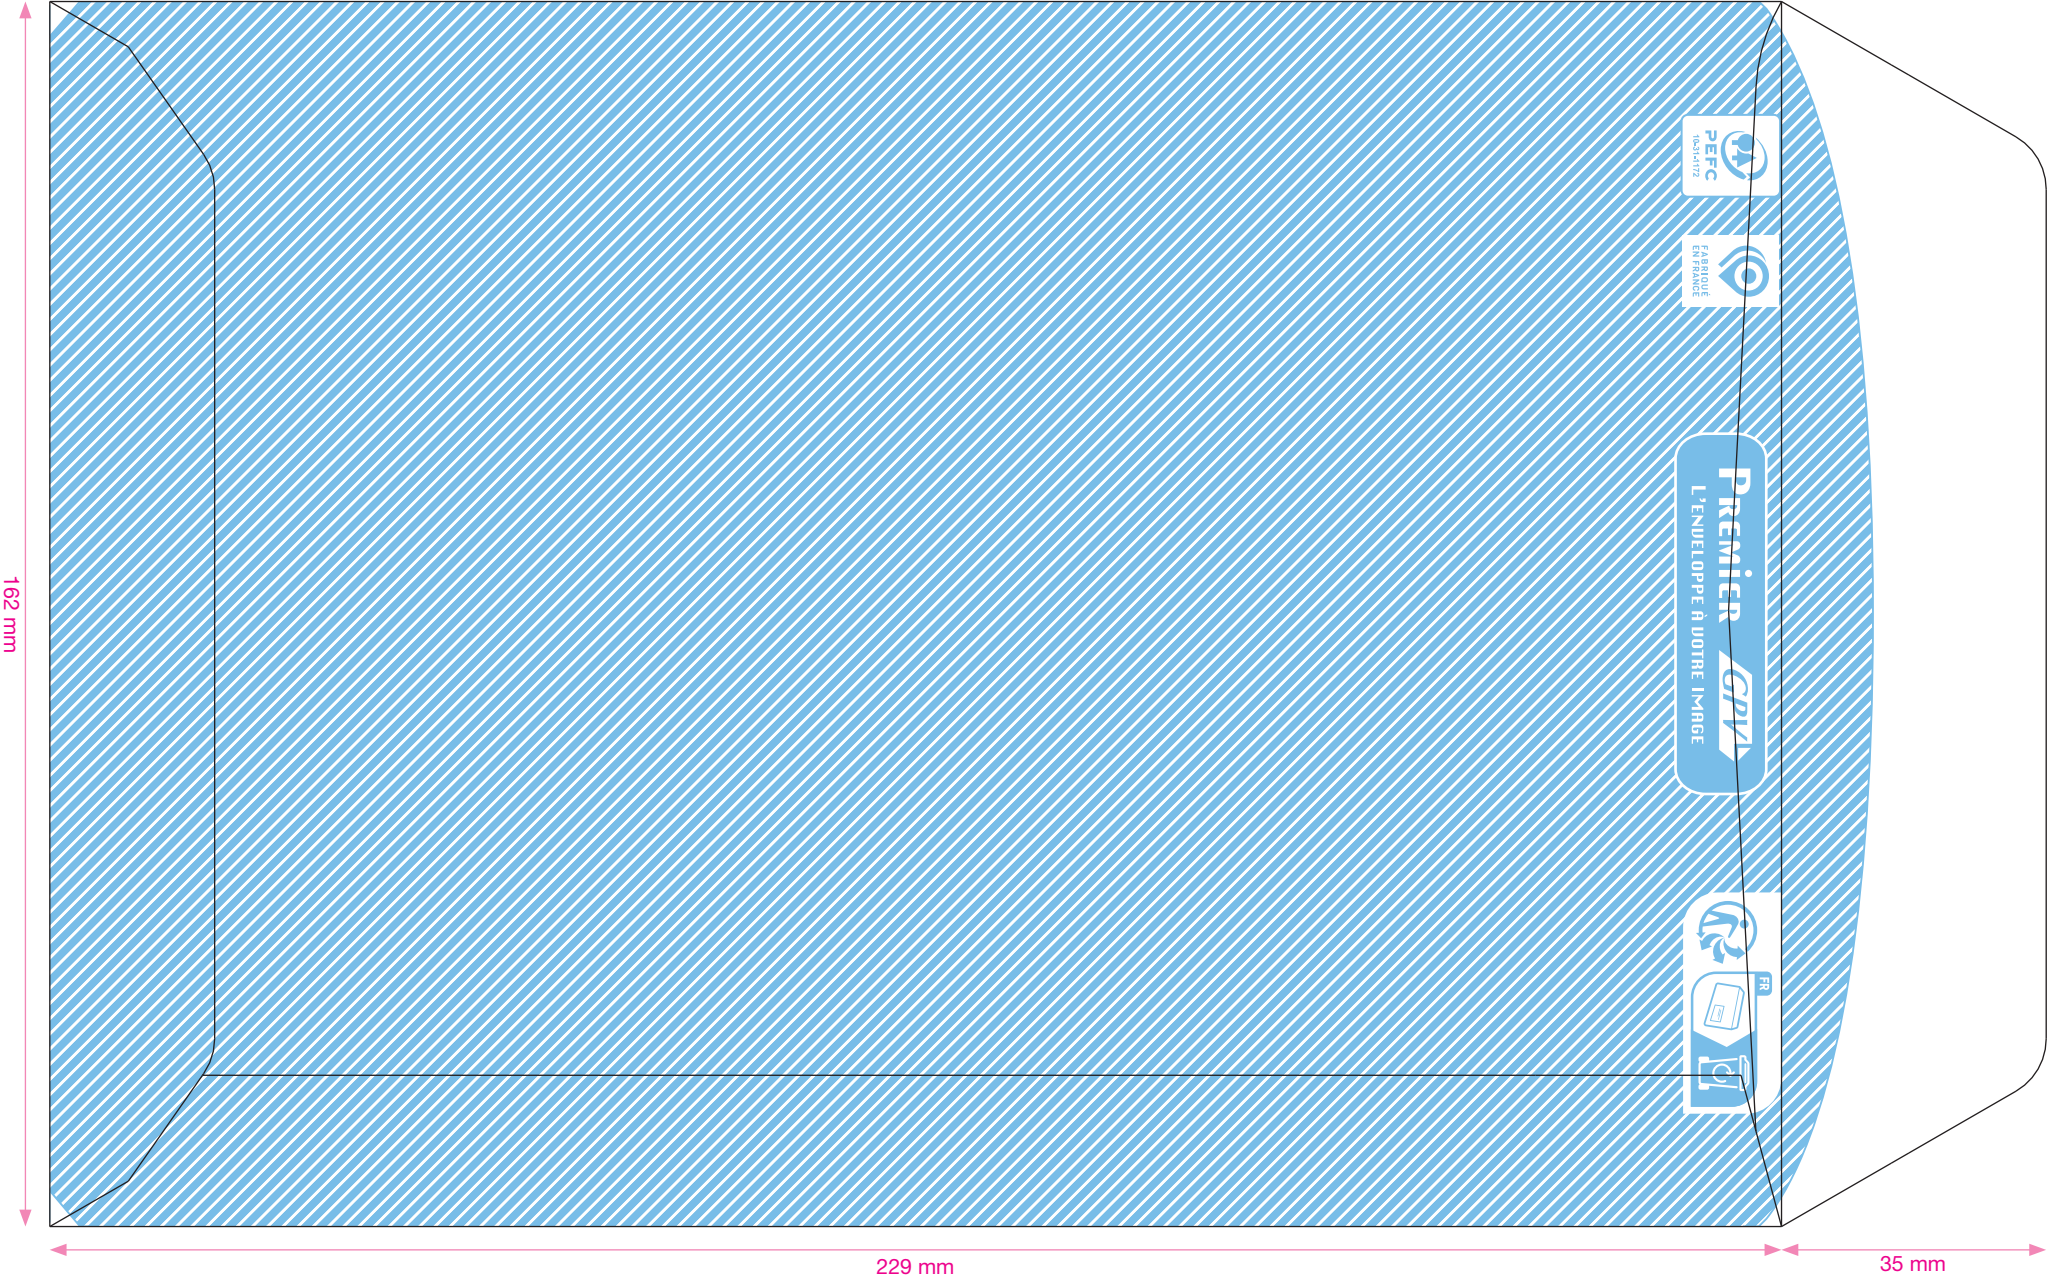 PEFC
10-31-1172
FABRIQUÉ
EN FRANCE
PREMiER GPV
L'ENVELOPPE À VOTRE IMAGE
FR
162 mm
229 mm
35 mm